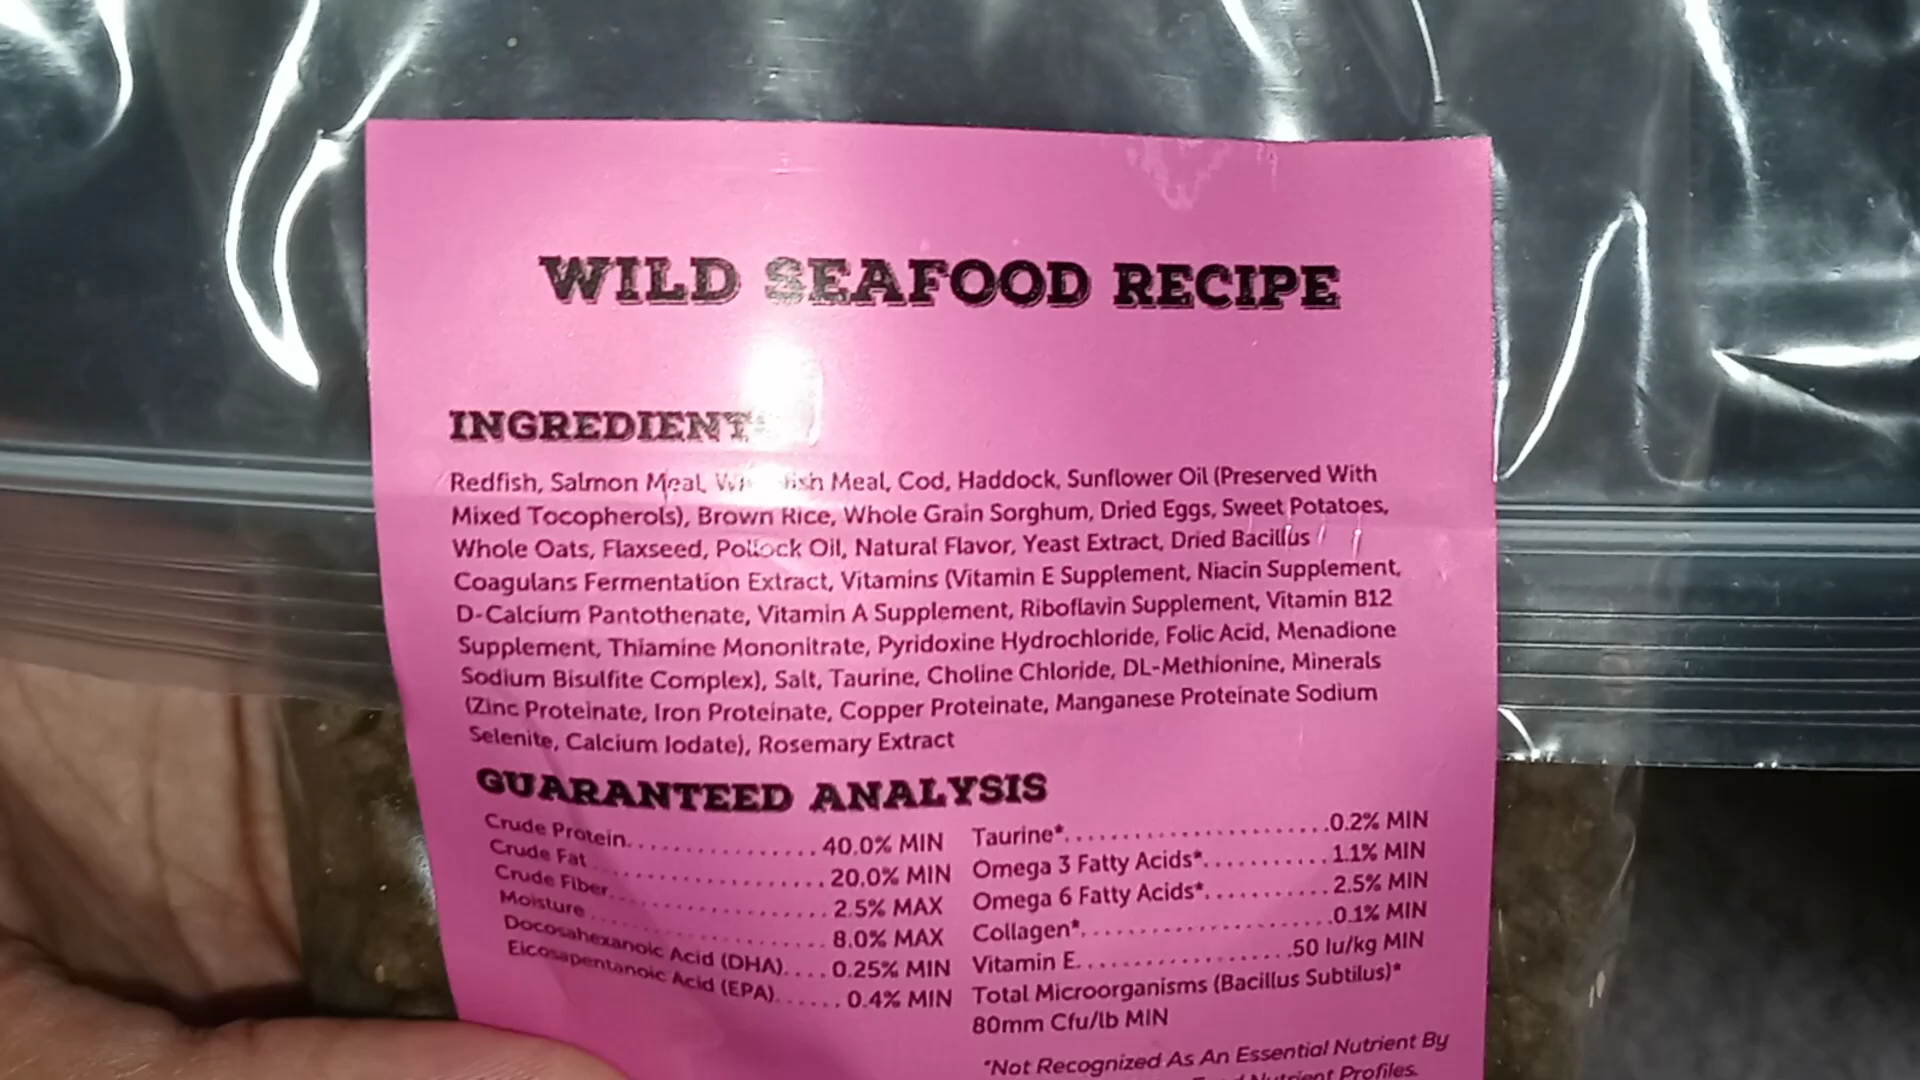 WILD SEAFOOD RECIPE
INGREDIENT
Redfish, Salmon Meal, Meal, Cod, Haddock, Sunflower Oil (Preserved With
Mixed Tocopherols), Brown Rice, Whole Grain Sorghum, Dried Eggs, Sweet Potatoes,
Whole Oats, Flaxseed, Pollock Oil, Natural Flavor, Yeast Extract, Dried Bacillus
Coagulans Fermentation Extract, Vitamins (Vitamin E Supplement, Niacin Supplement,
D-Calcium Pantothenate, Vitamin A Supplement, Riboflavin Supplement, Vitamin B12
Supplement, Thiamine Mononitrate, Pyridoxine Hydrochloride, Folic Acid, Menadione
Sodium Bisulfite Complex), Salt, Taurine, Choline Chloride, DL-Methionine, Minerals
(Zinc Proteinate, Iron Proteinate, Copper Proteinate, Manganese Proteinate Sodium
Selenite, Calcium Iodate), Rosemary Extract
GUARANTEED ANALYSIS
Crude Protein................40.0% MIN
Crude Fat..................20.0% MIN
Crude Fiber..................2.5% MAX
Moisture...................8.0% MAX
Docosahexanoic Acid (DHA)....0.25% MIN
Eicosapentanoic Acid (EPA)......0.4% MIN
Taurine*........................0.2% MIN
Omega 3 Fatty Acids*...........1.1% MIN
Omega 6 Fatty Acids*...........2.5% MIN
Collagen*......................0.1% MIN
Vitamin E...................50 Iu/kg MIN
Total Microorganisms (Bacillus Subtilus)*
80mm Cfu/lb MIN
*Not Recognized As An Essential Nutrient By
Nutrient Profiles.